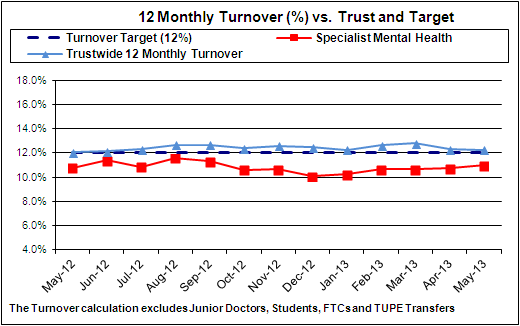 12 Monthly Turnover (%) vs. Trust and Target
Turnover Target (12%)
Specialist Mental Health
Trustwide 12 Monthly Turnover
18.0%
16.0%
14.0%
12.0%
10.0%
8.0%
6.0%
4.0%
May-12
Jun-12
Jul-12
Aug-12
Sep-12
Oct-12
Nov-12
Dec-12
Jan-13
Feb-13
Mar-13
Apr-13
May-13
The Turnover calculation excludes Junior Doctors, Students, FTCs and TUPE Transfers